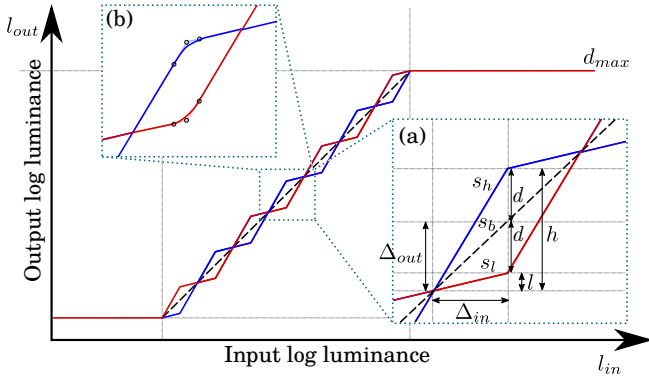 (b)
l_out
d_max
(a)
s_h
d
s_b
d
h
Δ_out
s_l
l
Δ_in
Output log luminance
Input log luminance
l_in